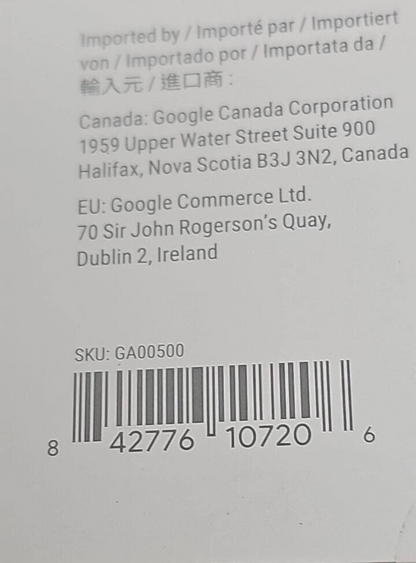 Imported by / Importé par / Importiert
von / Importado por / Importata da /
輸入元 / 進口商 :
Canada: Google Canada Corporation
1959 Upper Water Street Suite 900
Halifax, Nova Scotia B3J 3N2, Canada
EU: Google Commerce Ltd.
70 Sir John Rogerson's Quay,
Dublin 2, Ireland
SKU: GA00500
8 42776 10720 6